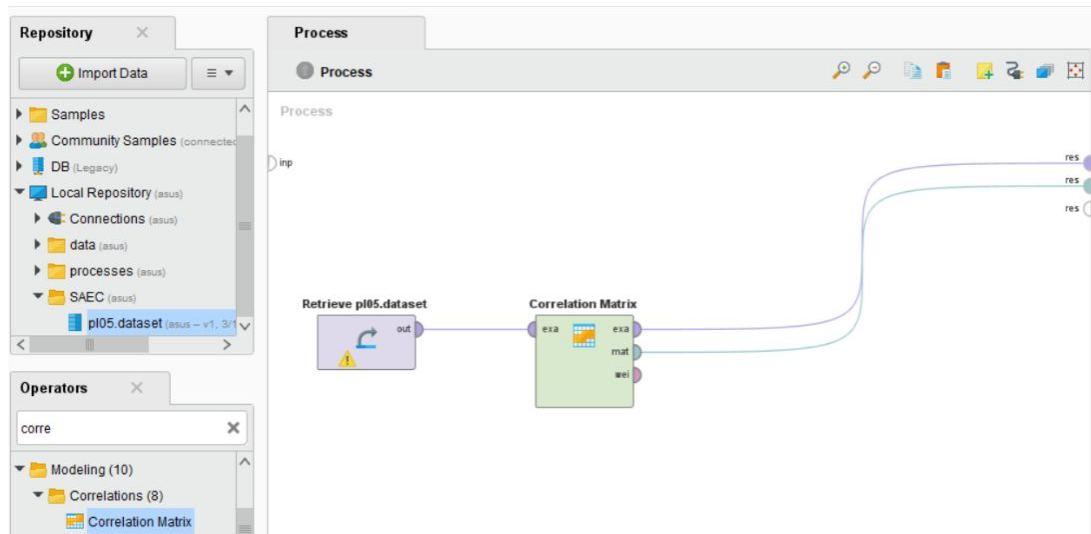 Repository
Import Data
Samples
Community Samples (connected
DB (Legacy)
Local Repository (asus)
Connections (asus)
data (asus)
processes (asus)
SAEC (asus)
pl05.dataset (asus – v1, 3/1
Operators
corre
Modeling (10)
Correlations (8)
Correlation Matrix
Process
Process
Process
inp
res
res
res
Retrieve pl05.dataset
out
Correlation Matrix
exa
exa
mat
wei